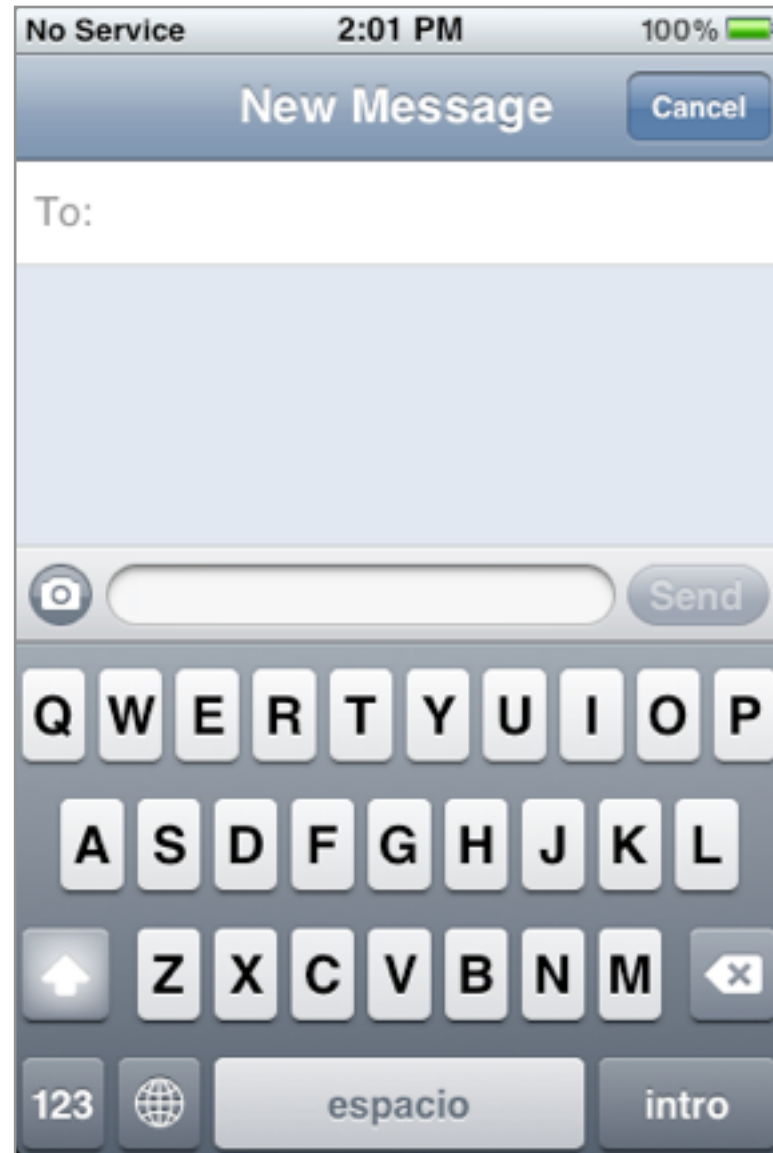 No Service 2:01 PM 100%
New Message Cancel
To:
Send
Q W E R T Y U I O P
A S D F G H J K L
Z X C V B N M
123 espacio intro